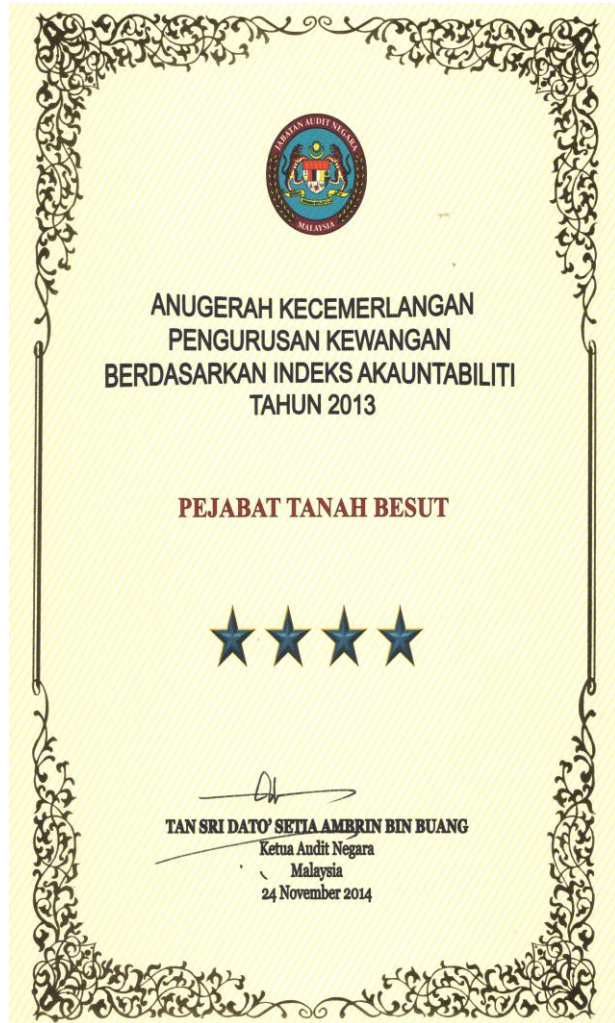 JABATAN AUDIT NEGARA
MALAYSIA
ANUGERAH KECEMERLANGAN
PENGURUSAN KEWANGAN
BERDASARKAN INDEKS AKAUNTABILITI
TAHUN 2013
PEJABAT TANAH BESUT
TAN SRI DATO' SETIA AMBRIN BIN BUANG
Ketua Audit Negara
Malaysia
24 November 2014